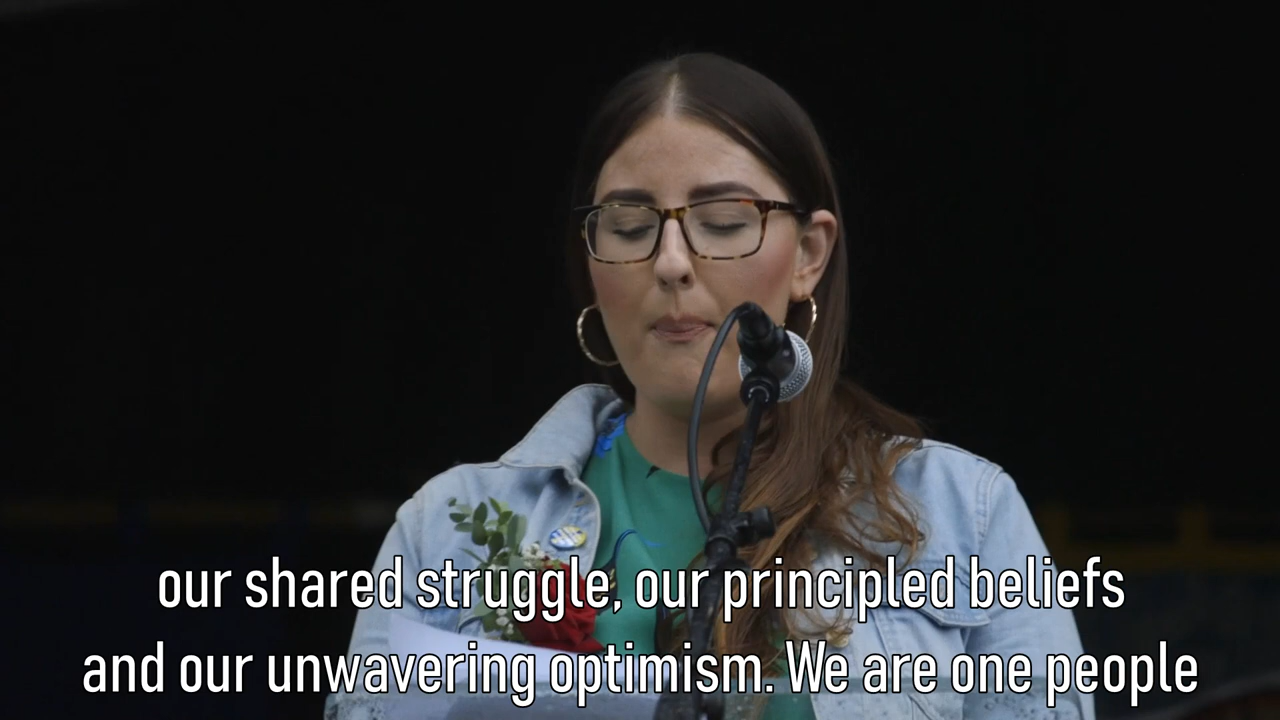 our shared struggle, our principled beliefs
and our unwavering optimism. We are one people